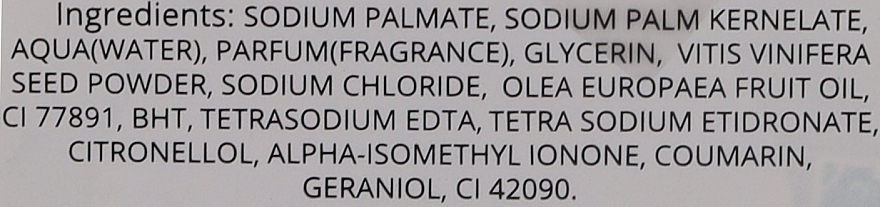 Ingredients: SODIUM PALMATE, SODIUM PALM KERNELATE,
AQUA(WATER), PARFUM(FRAGRANCE), GLYCERIN, VITIS VINIFERA
SEED POWDER, SODIUM CHLORIDE, OLEA EUROPAEA FRUIT OIL,
CI 77891, BHT, TETRASODIUM EDTA, TETRA SODIUM ETIDRONATE,
CITRONELLOL, ALPHA-ISOMETHYL IONONE, COUMARIN,
GERANIOL, CI 42090.